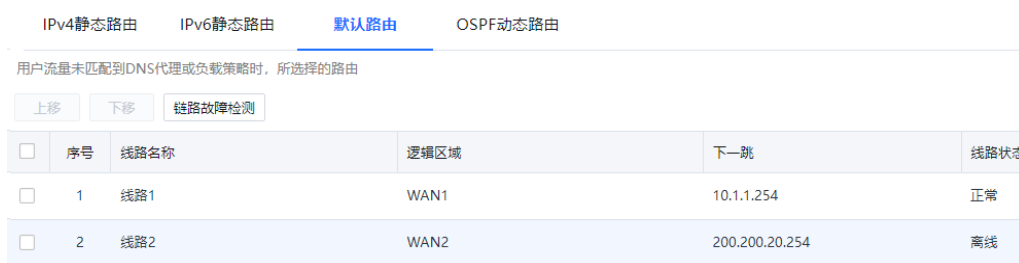 IPv4静态路由 IPv6静态路由 默认路由 OSPF动态路由
用户流量未匹配到DNS代理或负载策略时，所选择的路由
上移 下移 链路故障检测
序号 线路名称 逻辑区域 下一跳 线路状态
1 线路1 WAN1 10.1.1.254 正常
2 线路2 WAN2 200.200.20.254 离线